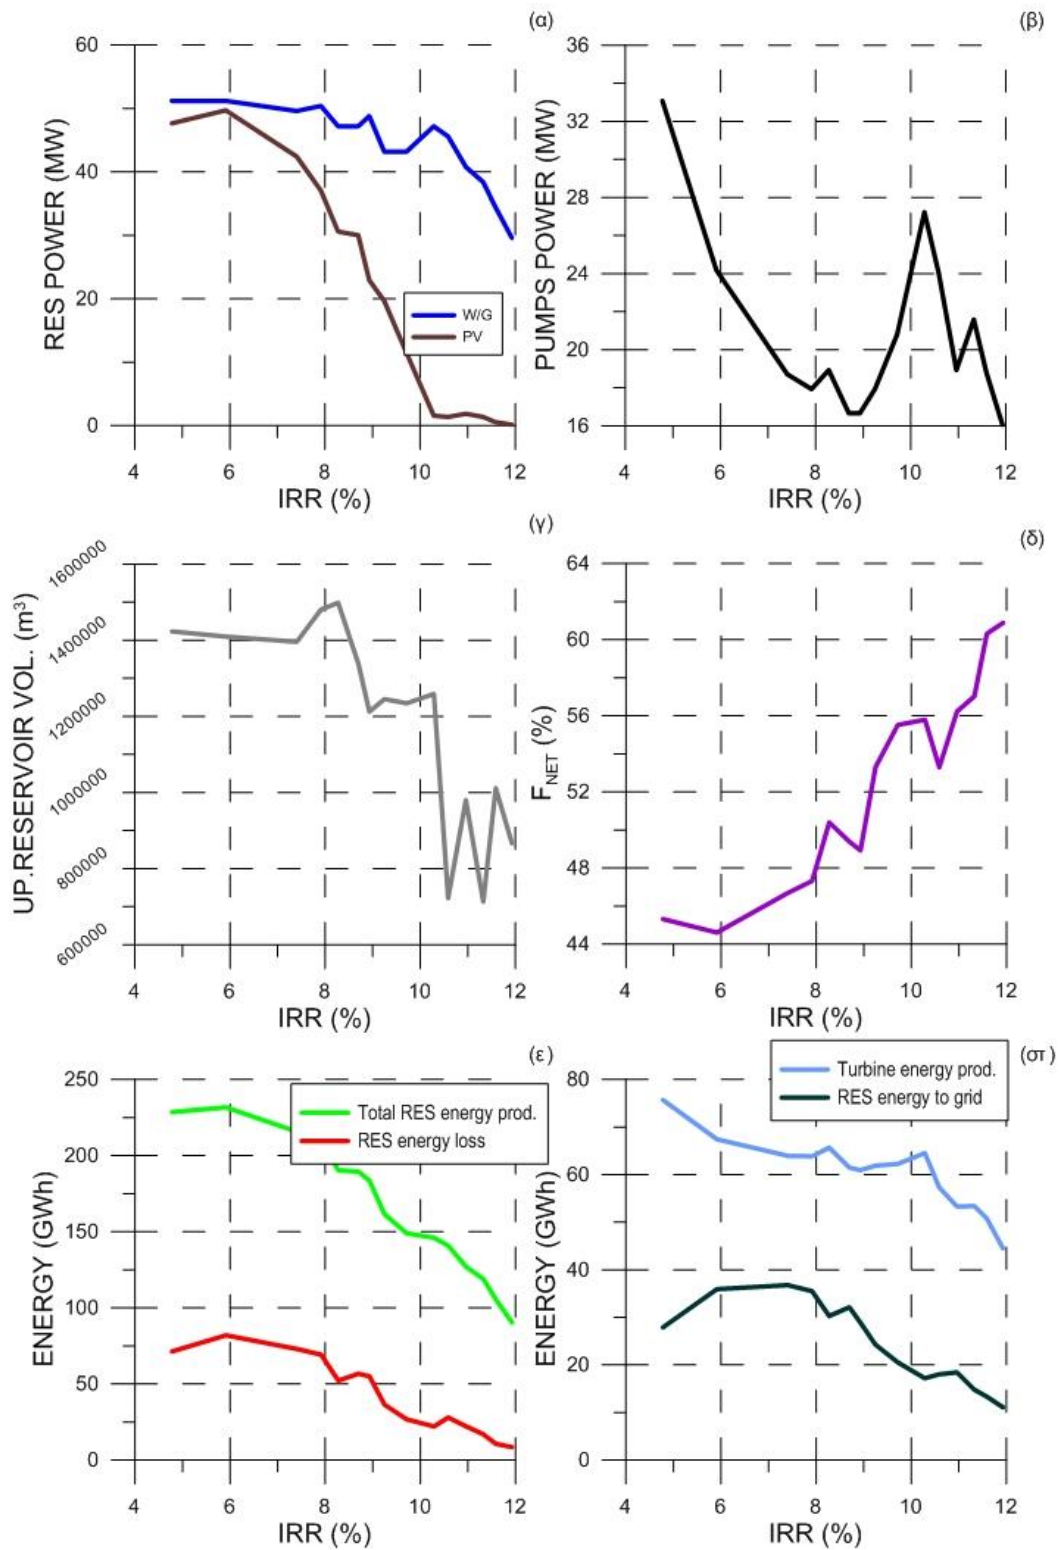 (α)
60
40
20
0
RES POWER (MW)
W/G
PV
4 6 8 10 12
IRR (%)
(β)
36
32
28
24
20
16
PUMPS POWER (MW)
4 6 8 10 12
IRR (%)
(γ)
1600000
1400000
1200000
1000000
800000
600000
UP.RESERVOIR VOL. (m³)
4 6 8 10 12
IRR (%)
(δ)
64
60
56
52
48
44
F_NET (%)
4 6 8 10 12
IRR (%)
(ε)
250
200
150
100
50
0
ENERGY (GWh)
Total RES energy prod.
RES energy loss
4 6 8 10 12
IRR (%)
(στ)
80
60
40
20
0
ENERGY (GWh)
Turbine energy prod.
RES energy to grid
4 6 8 10 12
IRR (%)